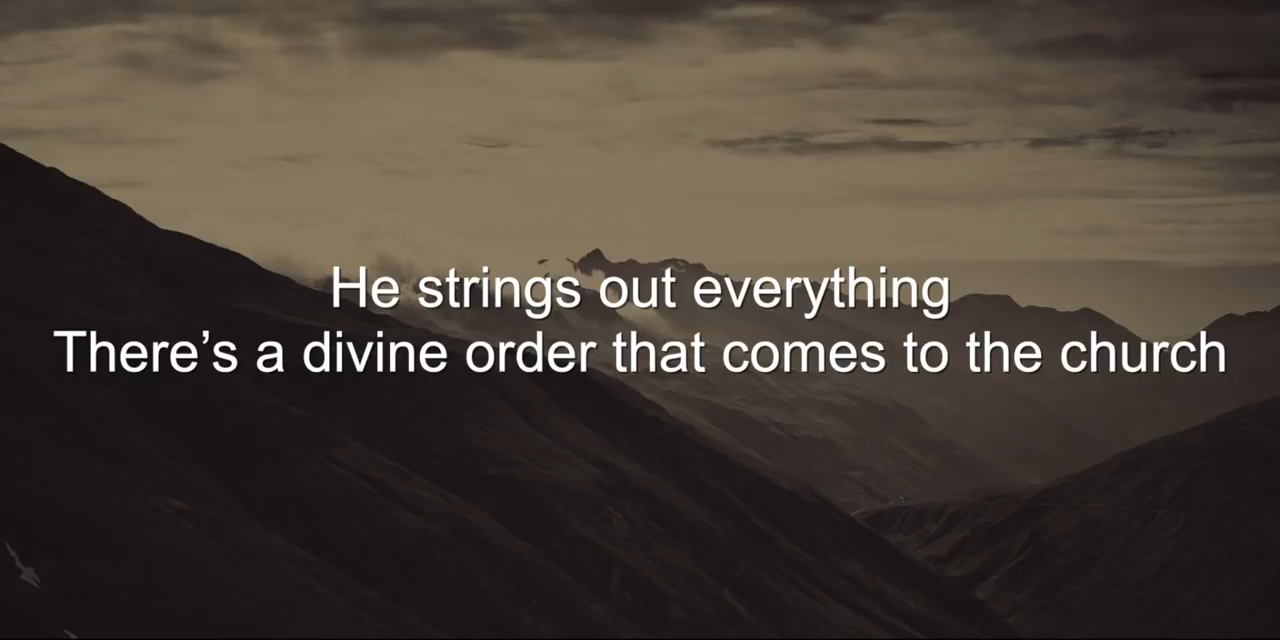 He strings out everything
There’s a divine order that comes to the church